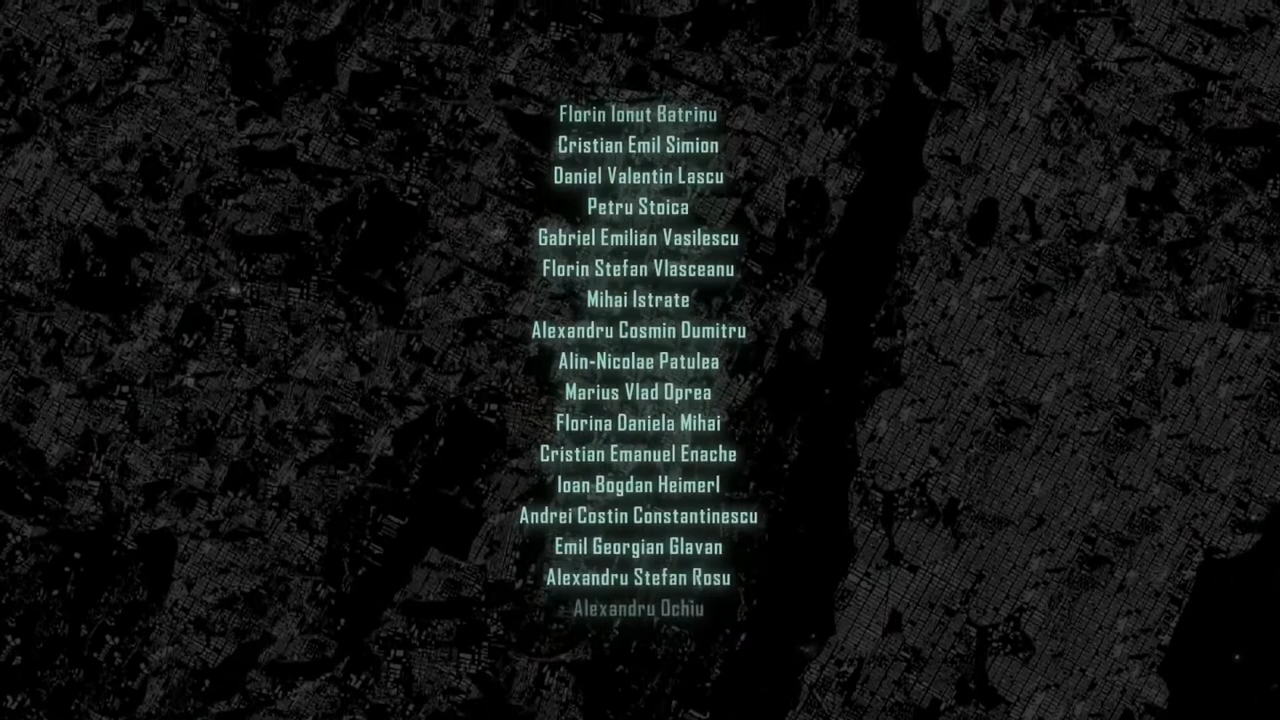 Florin Ionut Batrinu
Cristian Emil Simion
Daniel Valentin Lascu
Petru Stoica
Gabriel Emilian Vasilescu
Florin Stefan Vlasceanu
Mihai Istrate
Alexandru Cosmin Dumitru
Alin-Nicolae Patulea
Marius Vlad Oprea
Florina Daniela Mihai
Cristian Emanuel Enache
Ioan Bogdan Heimerl
Andrei Costin Constantinescu
Emil Georgian Glavan
Alexandru Stefan Rosu
Alexandru Ochiu